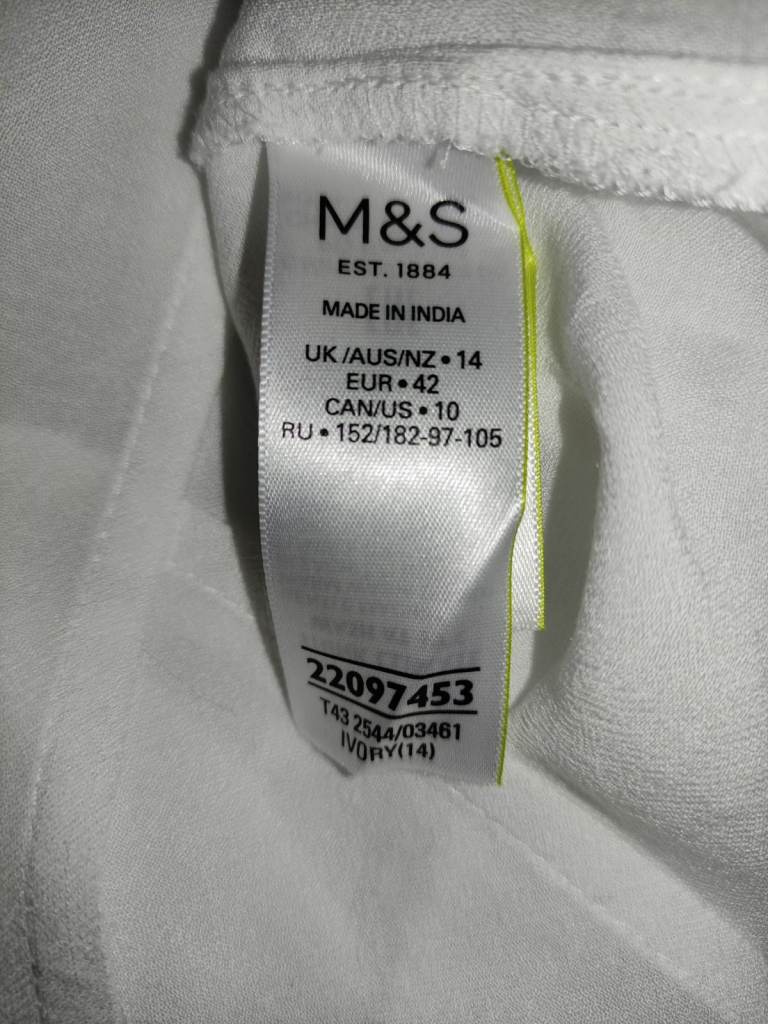 M&S
EST. 1884
MADE IN INDIA
UK/AUS/NZ • 14
EUR • 42
CAN/US • 10
RU • 152/182-97-105
22097453
T43 2544/03461
IVORY(14)